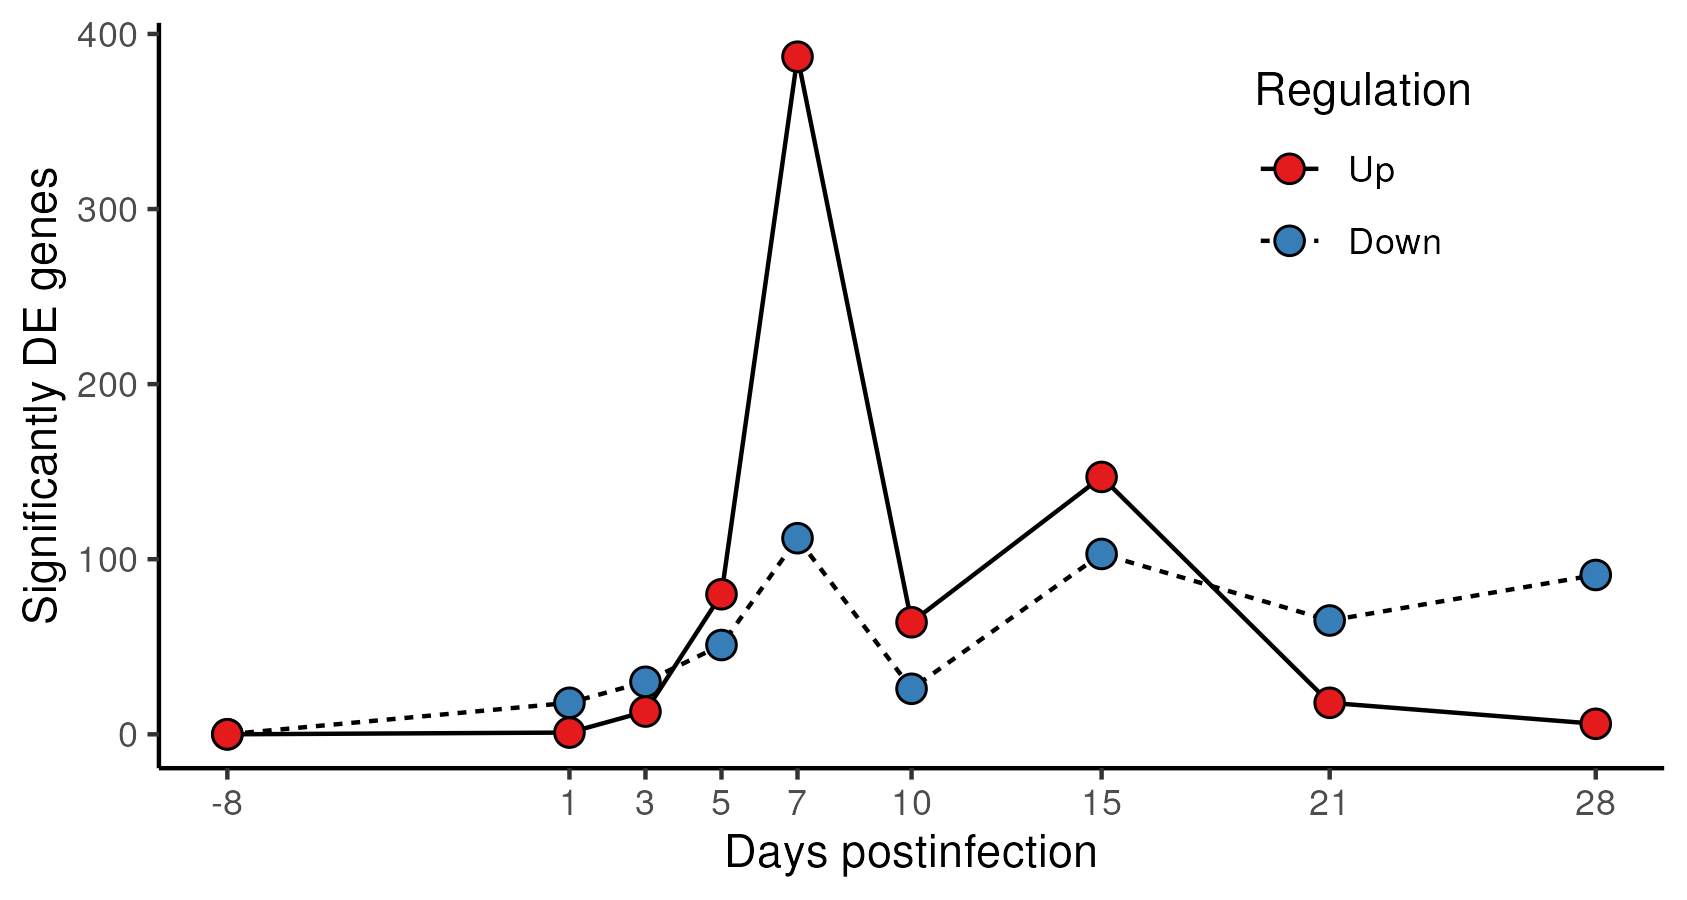 Significantly DE genes
400
300
200
100
0
Regulation
Up
Down
-8 1 3 5 7 10 15 21 28
Days postinfection